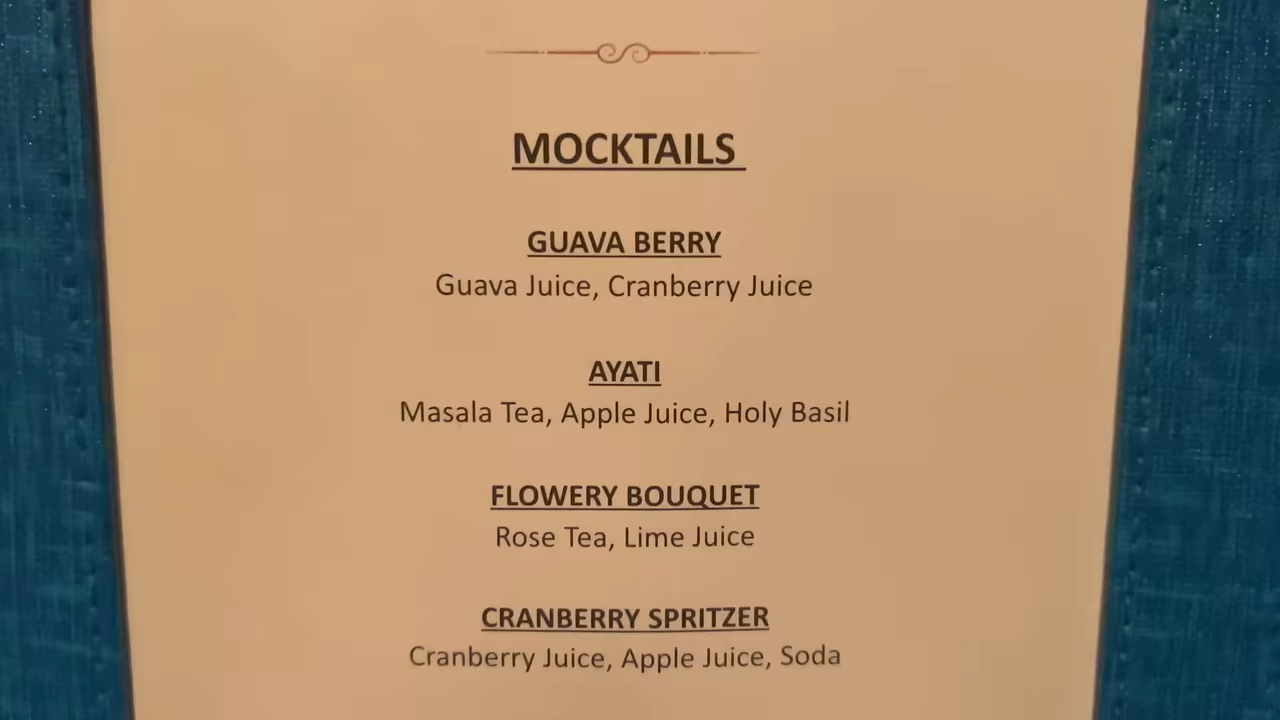 MOCKTAILS
GUAVA BERRY
Guava Juice, Cranberry Juice
AYATI
Masala Tea, Apple Juice, Holy Basil
FLOWERY BOUQUET
Rose Tea, Lime Juice
CRANBERRY SPRITZER
Cranberry Juice, Apple Juice, Soda